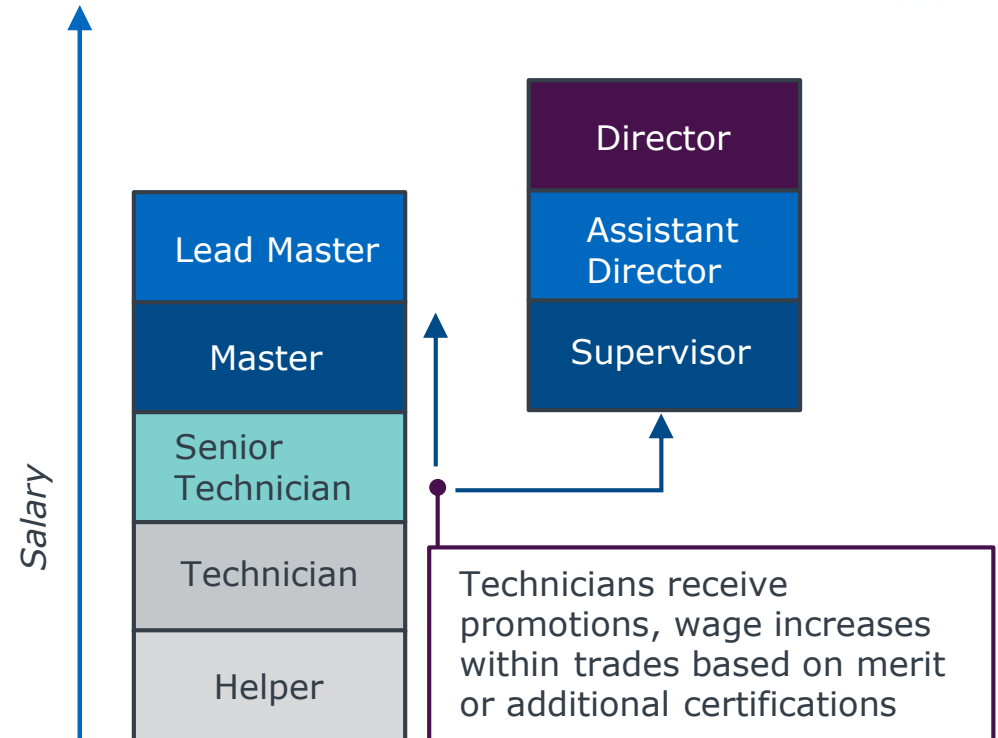 Salary
Lead Master
Master
Senior
Technician
Technician
Helper
Director
Assistant
Director
Supervisor
Technicians receive
promotions, wage increases
within trades based on merit
or additional certifications